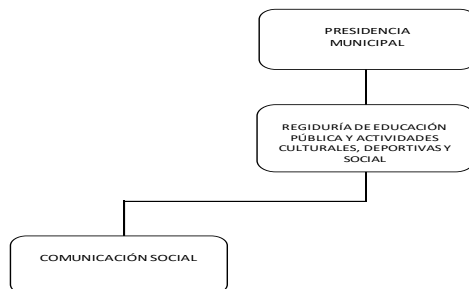 PRESIDENCIA
MUNICIPAL
REGIDURÍA DE EDUCACIÓN
PÚBLICA Y ACTIVIDADES
CULTURALES, DEPORTIVAS Y
SOCIAL
COMUNICACIÓN SOCIAL